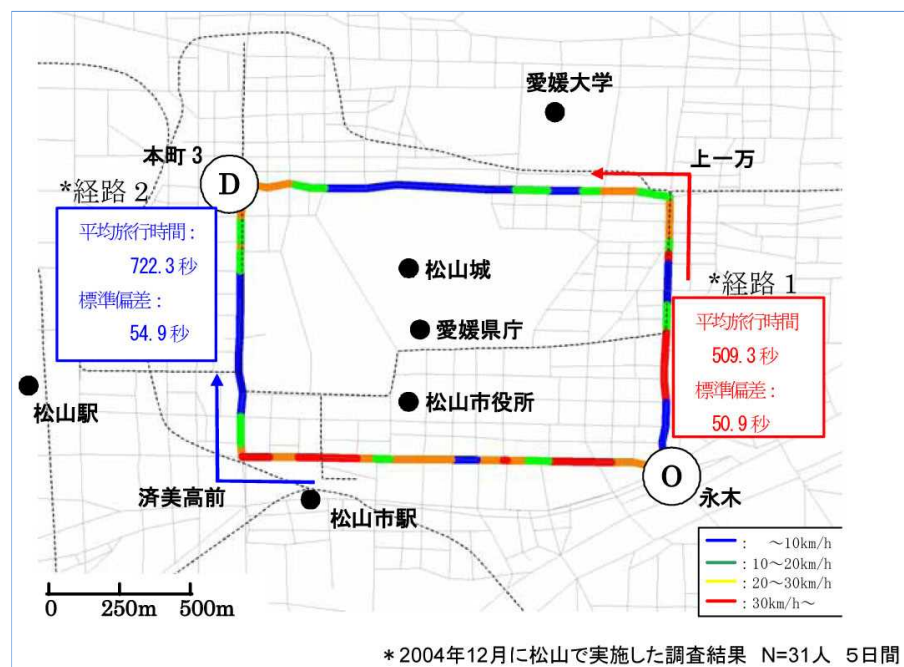 愛媛大学
本町3
上一万
D
*経路2
平均旅行時間：
722.3秒
標準偏差：
54.9秒
松山城
*経路1
平均旅行時間
509.3秒
標準偏差：
50.9秒
愛媛県庁
松山駅
松山市役所
O
済美高前
松山市駅
永木
： ～10km/h
：10～20km/h
：20～30km/h
：30km/h～
0 250m 500m
＊2004年12月に松山で実施した調査結果 N=31人 5日間